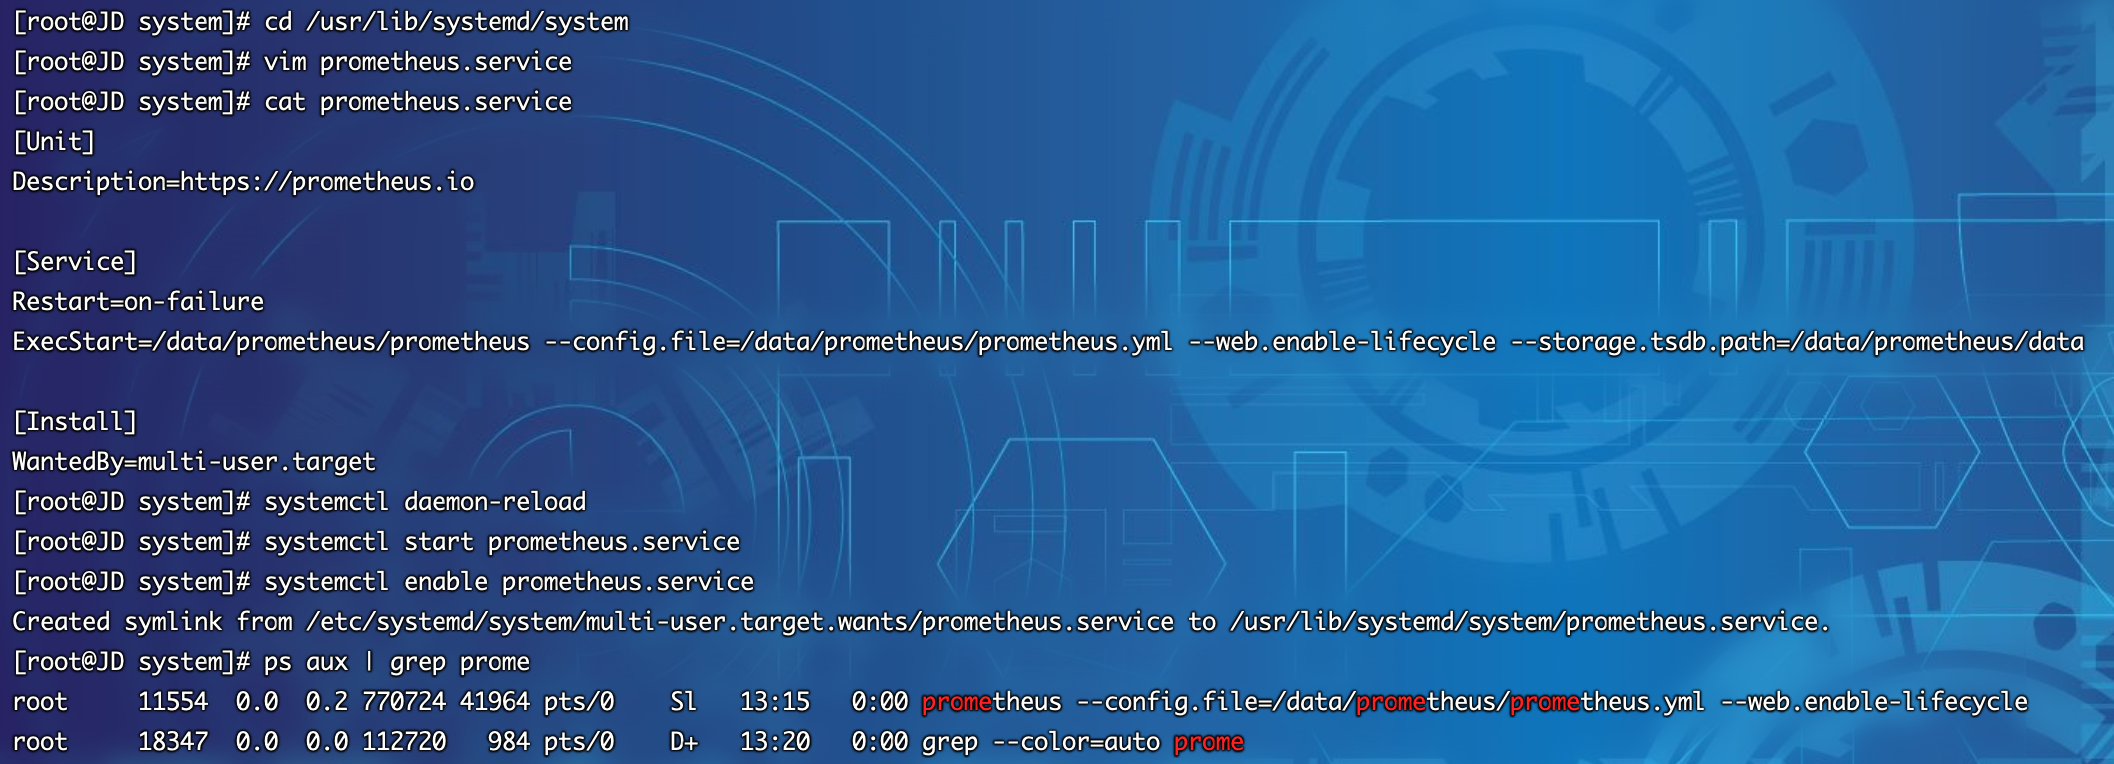 [root@JD system]# cd /usr/lib/systemd/system
[root@JD system]# vim prometheus.service
[root@JD system]# cat prometheus.service
[Unit]
Description=https://prometheus.io

[Service]
Restart=on-failure
ExecStart=/data/prometheus/prometheus --config.file=/data/prometheus/prometheus.yml --web.enable-lifecycle --storage.tsdb.path=/data/prometheus/data

[Install]
WantedBy=multi-user.target
[root@JD system]# systemctl daemon-reload
[root@JD system]# systemctl start prometheus.service
[root@JD system]# systemctl enable prometheus.service
Created symlink from /etc/systemd/system/multi-user.target.wants/prometheus.service to /usr/lib/systemd/system/prometheus.service.
[root@JD system]# ps aux | grep prome
root     11554  0.0  0.2 770724 41964 pts/0    Sl   13:15   0:00 prometheus --config.file=/data/prometheus/prometheus.yml --web.enable-lifecycle
root     18347  0.0  0.0 112720   984 pts/0    D+   13:20   0:00 grep --color=auto prome